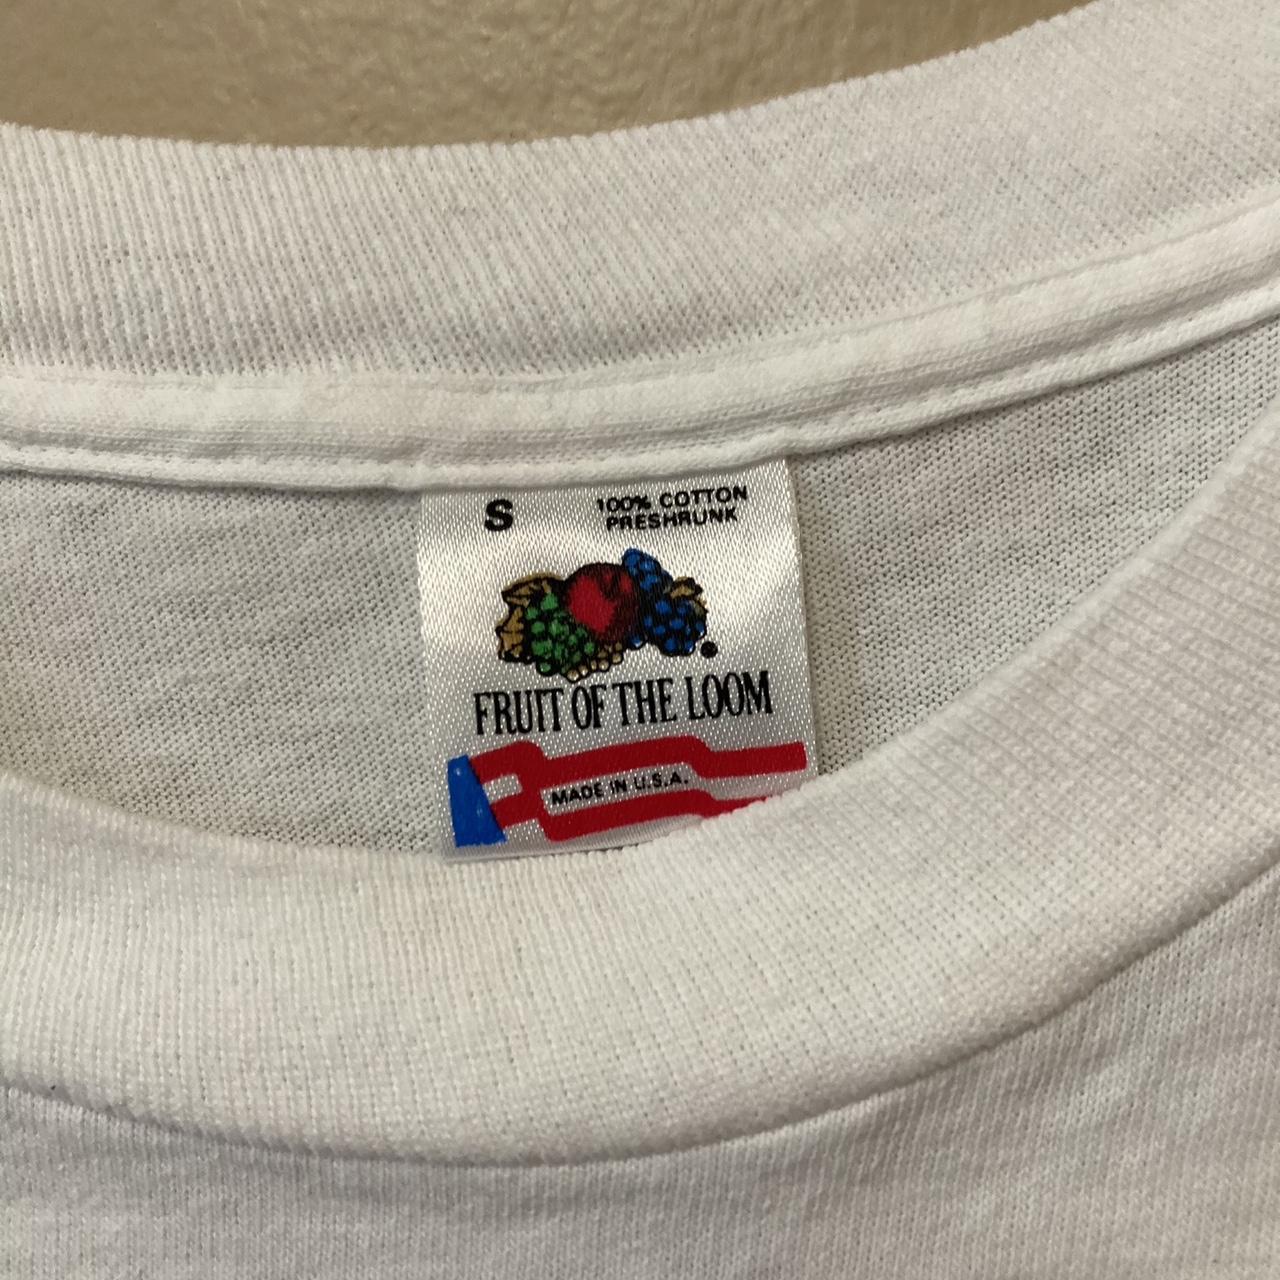 S
100% COTTON
PRESHRUNK
FRUIT OF THE LOOM
MADE IN U.S.A.